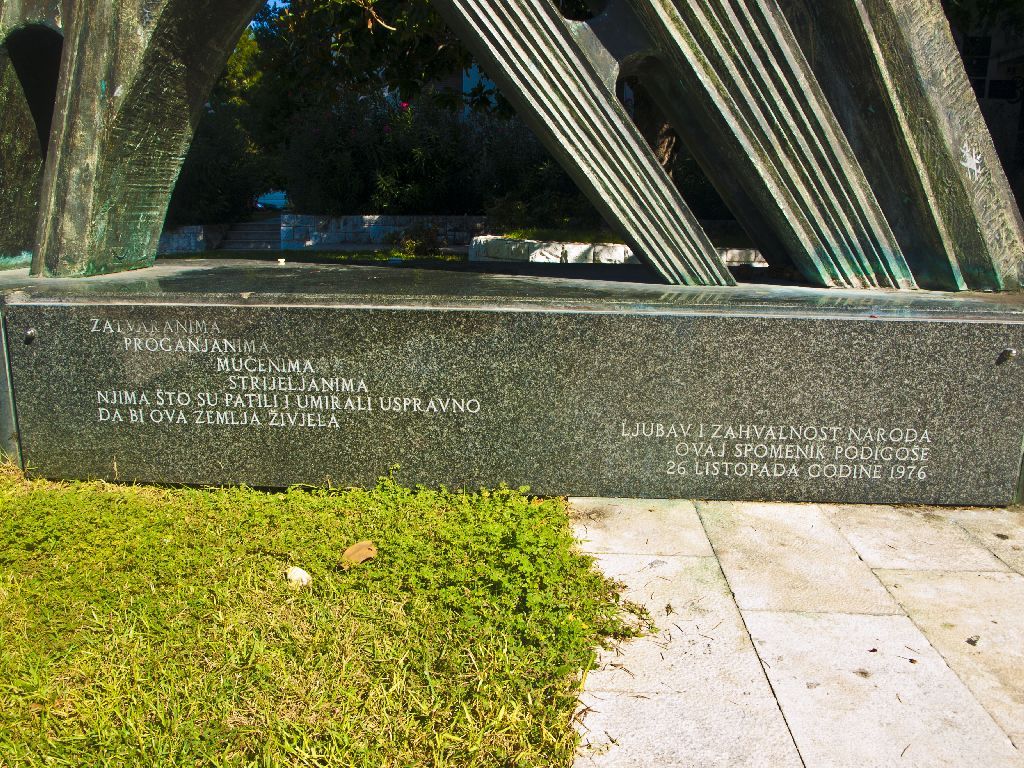 ZATVARANIMA
PROGANJANIMA
MUČENIMA
STRIJELJANIMA
NJIMA ŠTO SU PATILI I UMIRALI USPRAVNO
DA BI OVA ZEMLJA ŽIVJELA
LJUBAV I ZAHVALNOST NARODA
OVAJ SPOMENIK PODIGOŠE
26 LISTOPADA GODINE 1976